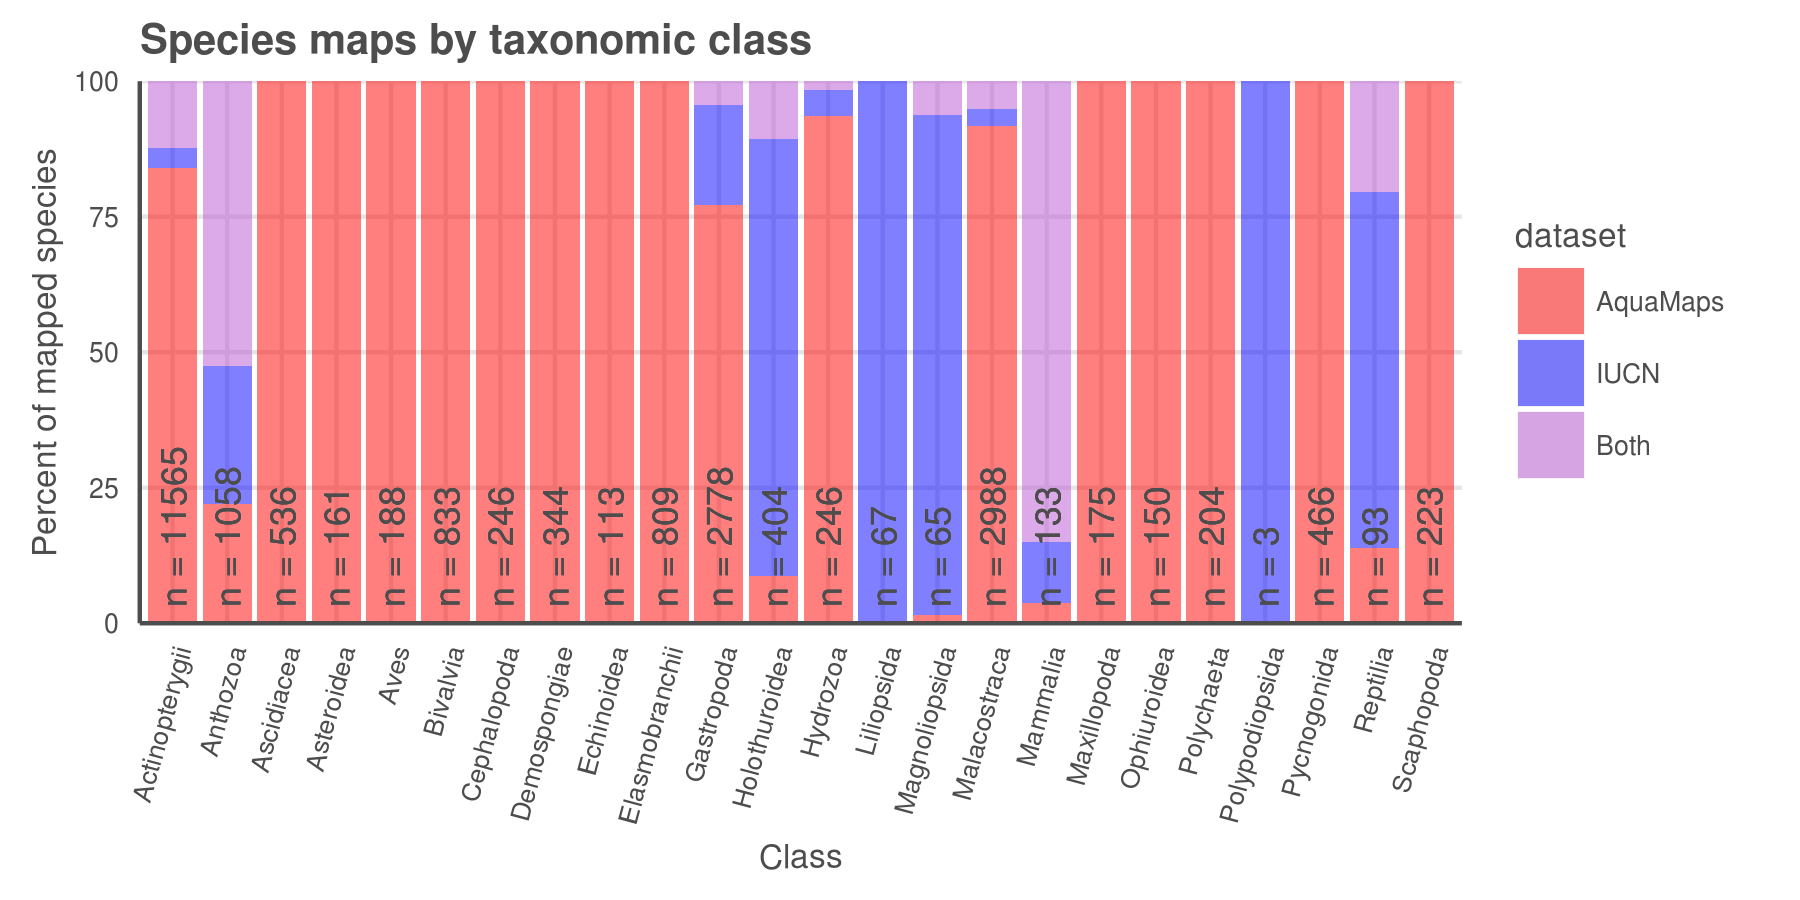 Species maps by taxonomic class
Percent of mapped species
100
75
50
25
0
n = 11565
n = 1058
n = 536
n = 161
n = 188
n = 833
n = 246
n = 344
n = 113
n = 809
n = 2778
n = 404
n = 246
n = 67
n = 65
n = 2988
n = 133
n = 175
n = 150
n = 204
n = 3
n = 466
n = 93
n = 223
Actinopterygii
Anthozoa
Ascidiacea
Asteroidea
Aves
Bivalvia
Cephalopoda
Demospongiae
Echinoidea
Elasmobranchii
Gastropoda
Holothuroidea
Hydrozoa
Liliopsida
Magnoliopsida
Malacostraca
Mammalia
Maxillopoda
Ophiuroidea
Polychaeta
Polypodiopsida
Pycnogonida
Reptilia
Scaphopoda
Class
dataset
AquaMaps
IUCN
Both